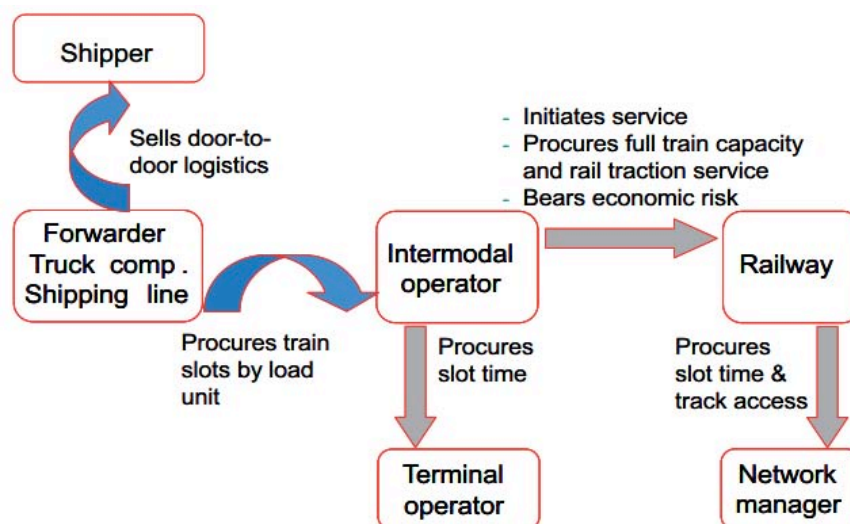 Shipper
Sells door-to-
door logistics
- Initiates service
- Procures full train capacity
and rail traction service
- Bears economic risk
Forwarder
Truck comp.
Shipping line
Intermodal
operator
Railway
Procures train
slots by load
unit
Procures
slot time
Procures
slot time &
track access
Terminal
operator
Network
manager